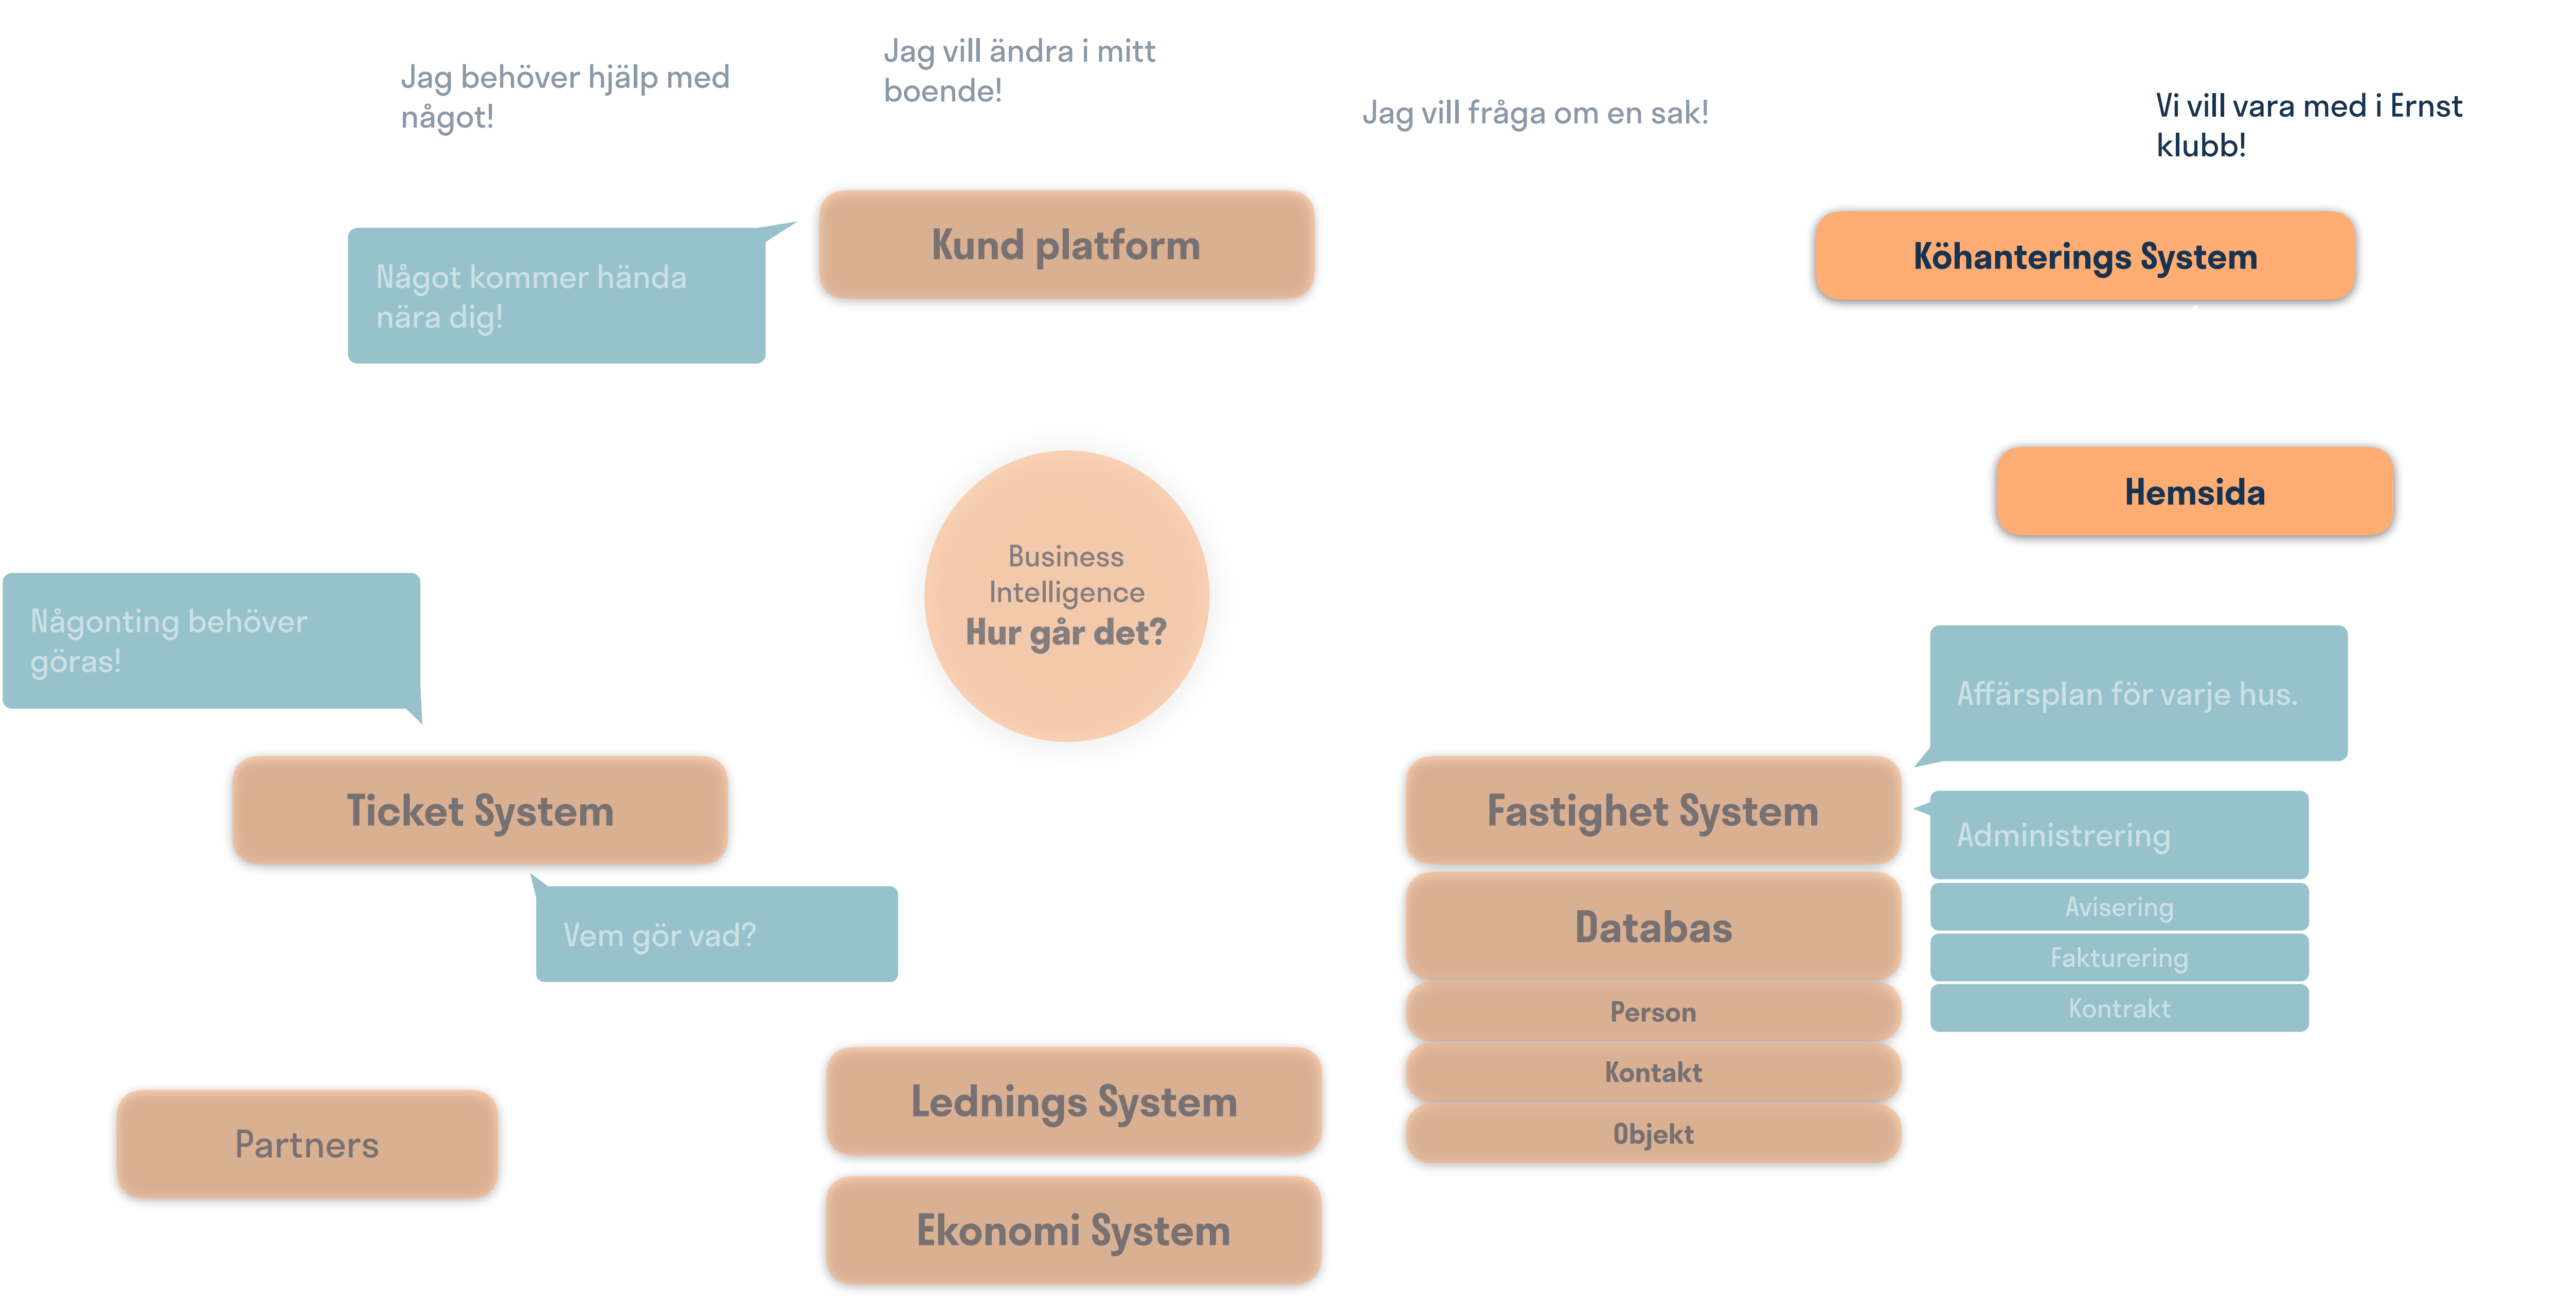 Jag behöver hjälp med
något!
Jag vill ändra i mitt
boende!
Jag vill fråga om en sak!
Vi vill vara med i Ernst
klubb!
Något kommer hända
nära dig!
Kund platform
Köhanterings System
Hemsida
Business
Intelligence
Hur går det?
Någonting behöver
göras!
Ticket System
Vem gör vad?
Partners
Lednings System
Ekonomi System
Fastighet System
Databas
Person
Kontakt
Objekt
Affärsplan för varje hus.
Administrering
Avisering
Fakturering
Kontrakt